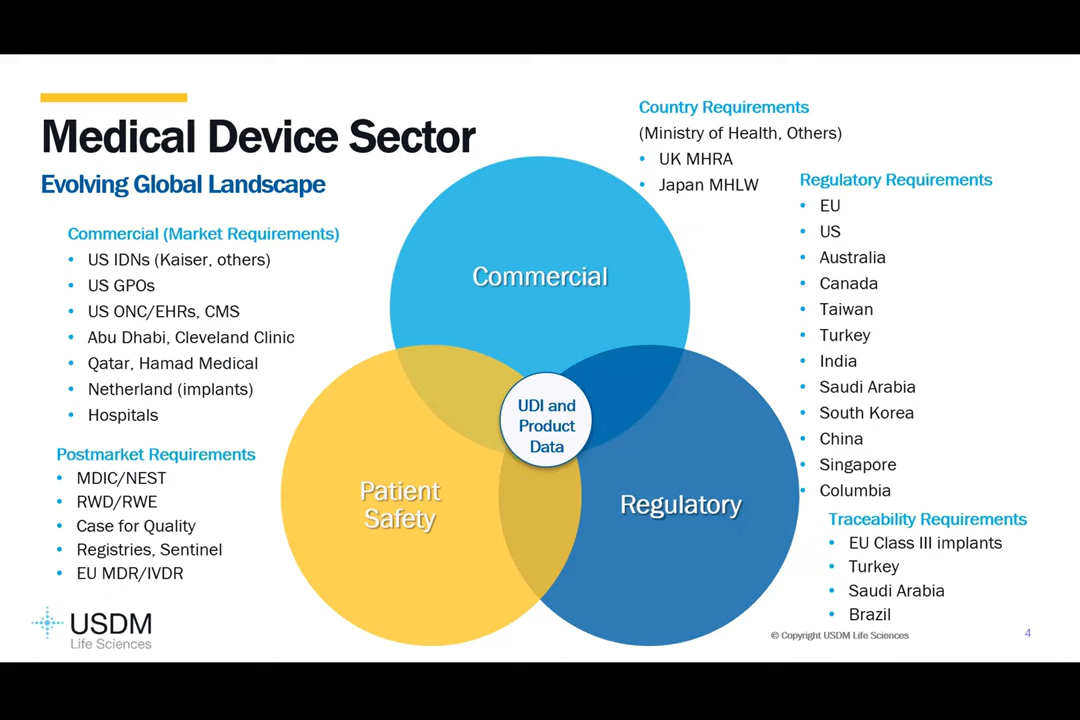 Medical Device Sector
Evolving Global Landscape
Commercial (Market Requirements)
• US IDNs (Kaiser, others)
• US GPOs
• US ONC/EHRs, CMS
• Abu Dhabi, Cleveland Clinic
• Qatar, Hamad Medical
• Netherland (implants)
• Hospitals
Postmarket Requirements
• MDIC/NEST
• RWD/RWE
• Case for Quality
• Registries, Sentinel
• EU MDR/IVDR
Commercial
UDI and
Product
Data
Patient
Safety
Regulatory
Country Requirements
(Ministry of Health, Others)
• UK MHRA
• Japan MHLW
Regulatory Requirements
• EU
• US
• Australia
• Canada
• Taiwan
• Turkey
• India
• Saudi Arabia
• South Korea
• China
• Singapore
• Columbia
Traceability Requirements
• EU Class III implants
• Turkey
• Saudi Arabia
• Brazil
USDM
Life Sciences
© Copyright USDM Life Sciences
4